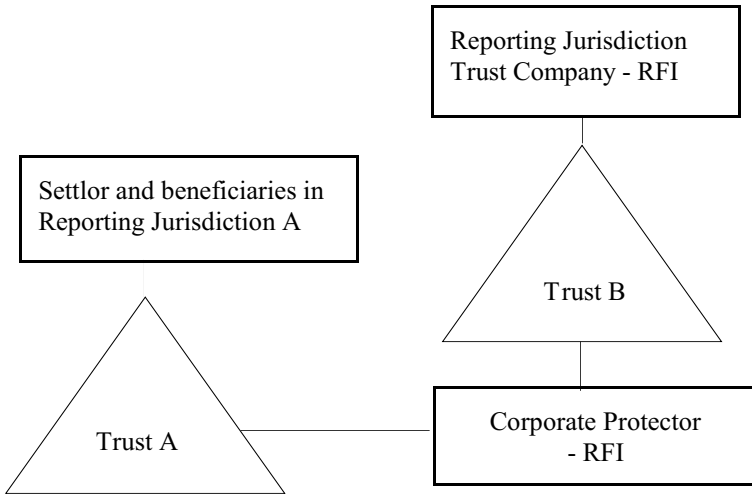 Reporting Jurisdiction
Trust Company - RFI
Settlor and beneficiaries in
Reporting Jurisdiction A
Trust B
Trust A
Corporate Protector
- RFI